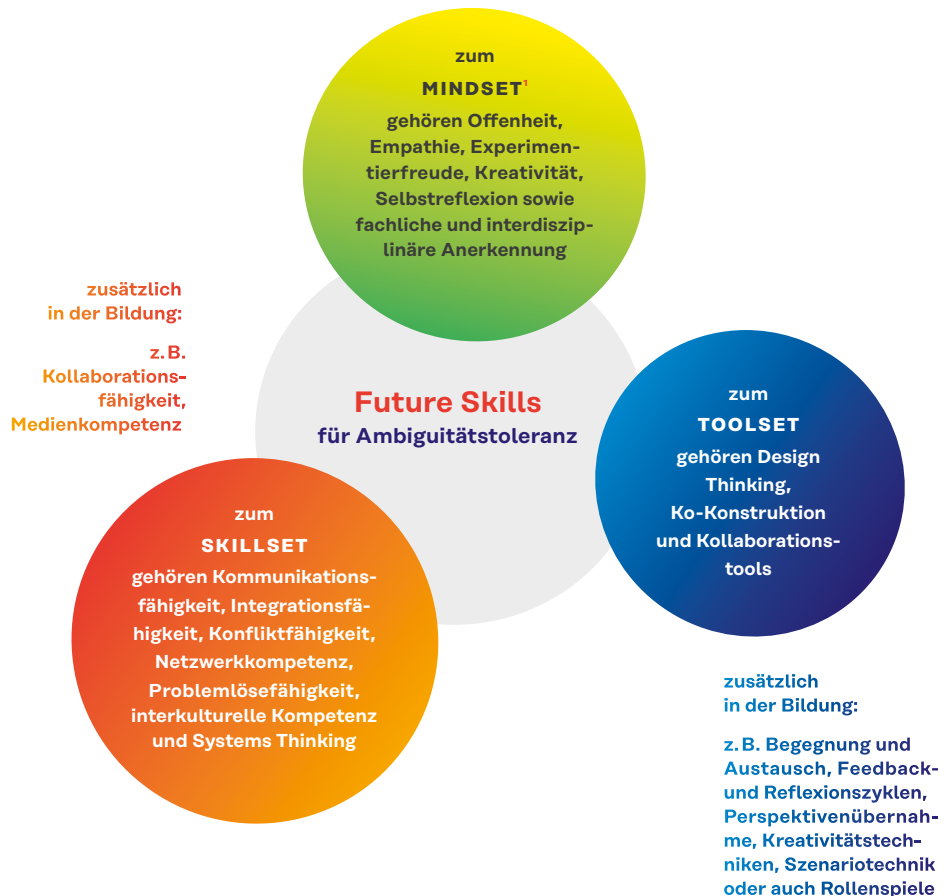 zum
MINDSET¹
gehören Offenheit,
Empathie, Experimen-
tierfreude, Kreativität,
Selbstreflexion sowie
fachliche und interdiszip-
linäre Anerkennung
zusätzlich
in der Bildung:
z. B.
Kollaborations-
fähigkeit,
Medienkompetenz
Future Skills
für Ambiguitätstoleranz
zum
TOOLSET
gehören Design
Thinking,
Ko-Konstruktion
und Kollaborations-
tools
zum
SKILLSET
gehören Kommunikations-
fähigkeit, Integrationsfä-
higkeit, Konfliktfähigkeit,
Netzwerkkompetenz,
Problemlösefähigkeit,
interkulturelle Kompetenz
und Systems Thinking
zusätzlich
in der Bildung:
z. B. Begegnung und
Austausch, Feedback-
und Reflexionszyklen,
Perspektivenübernah-
me, Kreativitätstech-
niken, Szenariotechnik
oder auch Rollenspiele